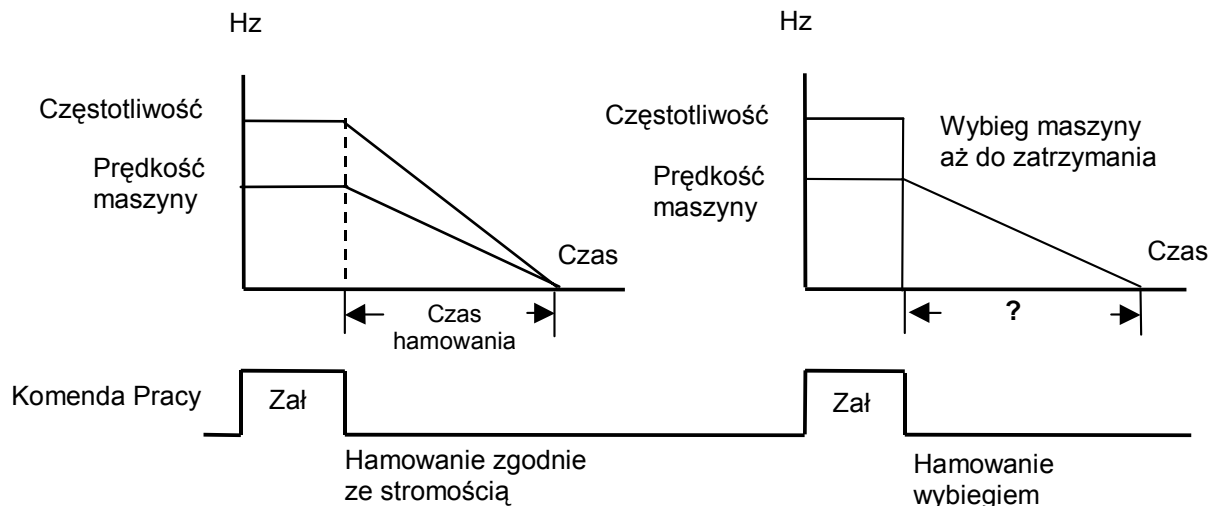 Hz
Częstotliwość
Prędkość
maszyny
Czas
Czas
hamowania
Komenda Pracy
Zał
Hamowanie zgodnie
ze stromością
Hz
Częstotliwość
Wybieg maszyny
aż do zatrzymania
Prędkość
maszyny
Czas
?
Zał
Hamowanie
wybiegiem